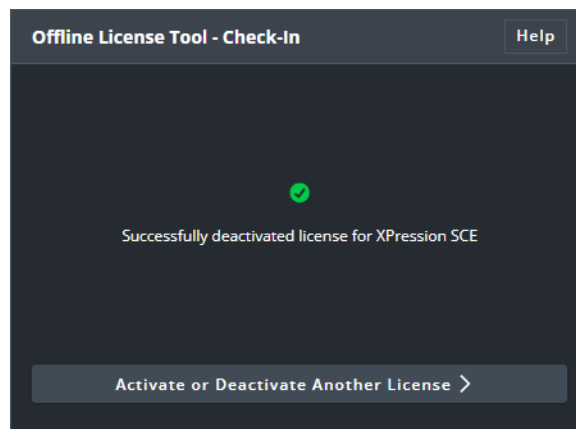 Offline License Tool - Check-In
Help
Successfully deactivated license for XPression SCE
Activate or Deactivate Another License